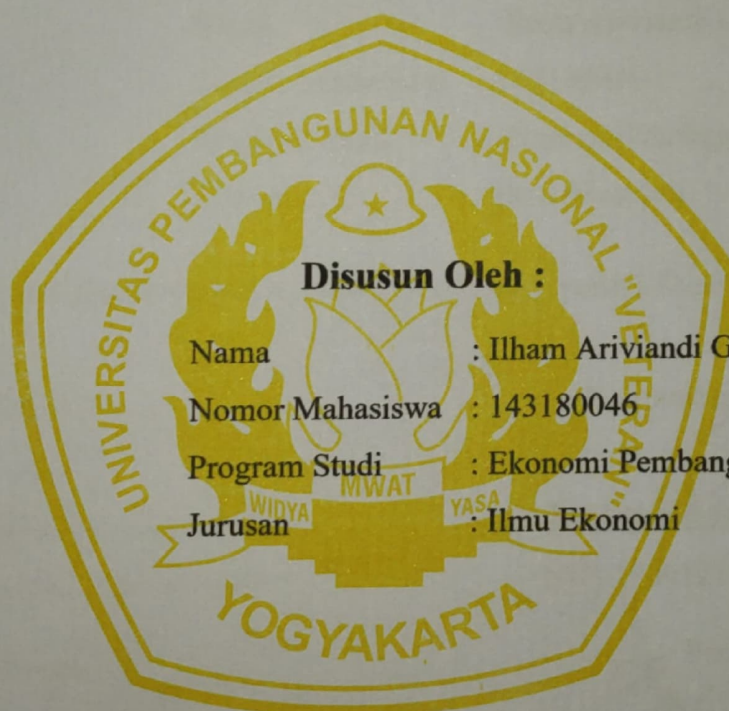 UNIVERSITAS PEMBANGUNAN NASIONAL "VETERAN"
Disusun Oleh :
Nama : Ilham Ariviandi G
Nomor Mahasiswa : 143180046
Program Studi : Ekonomi Pembang
Jurusan : Ilmu Ekonomi
WIDYA MWAT YASA
YOGYAKARTA